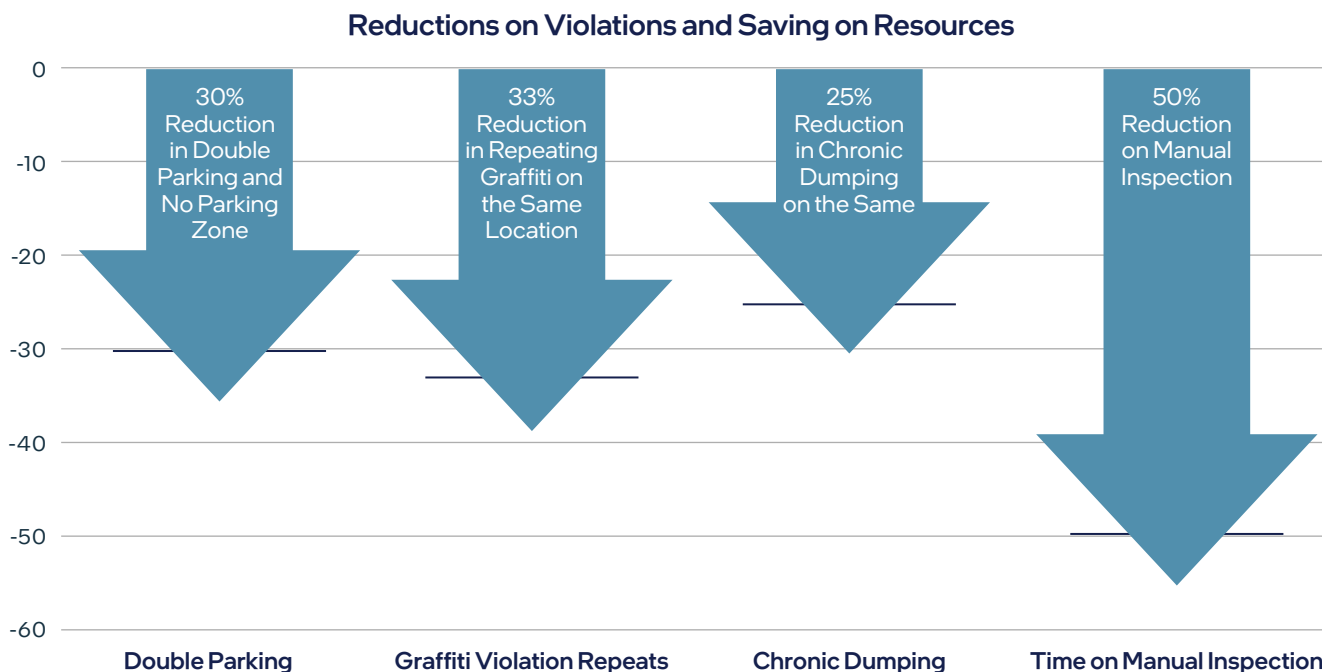 Reductions on Violations and Saving on Resources
0
-10
-20
-30
-40
-50
-60
30%
Reduction
in Double
Parking and
No Parking
Zone
33%
Reduction
in Repeating
Graffiti on
the Same
Location
25%
Reduction
in Chronic
Dumping
on the Same
50%
Reduction
on Manual
Inspection
Double Parking
Graffiti Violation Repeats
Chronic Dumping
Time on Manual Inspection